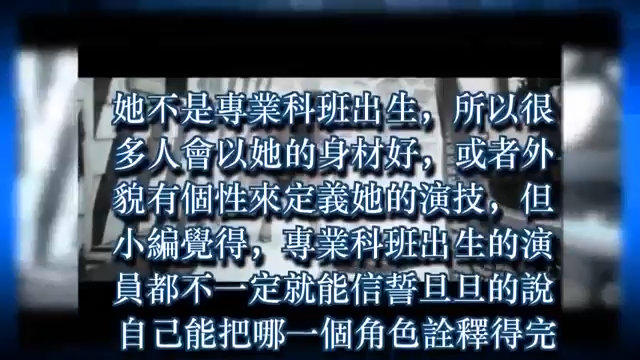 她不是專業科班出生，所以很
多人會以她的身材好，或者外
貌有個性來定義她的演技，但
小編覺得，專業科班出生的演
員都不一定就能信誓旦旦的說
自己能把哪一個角色詮釋得完